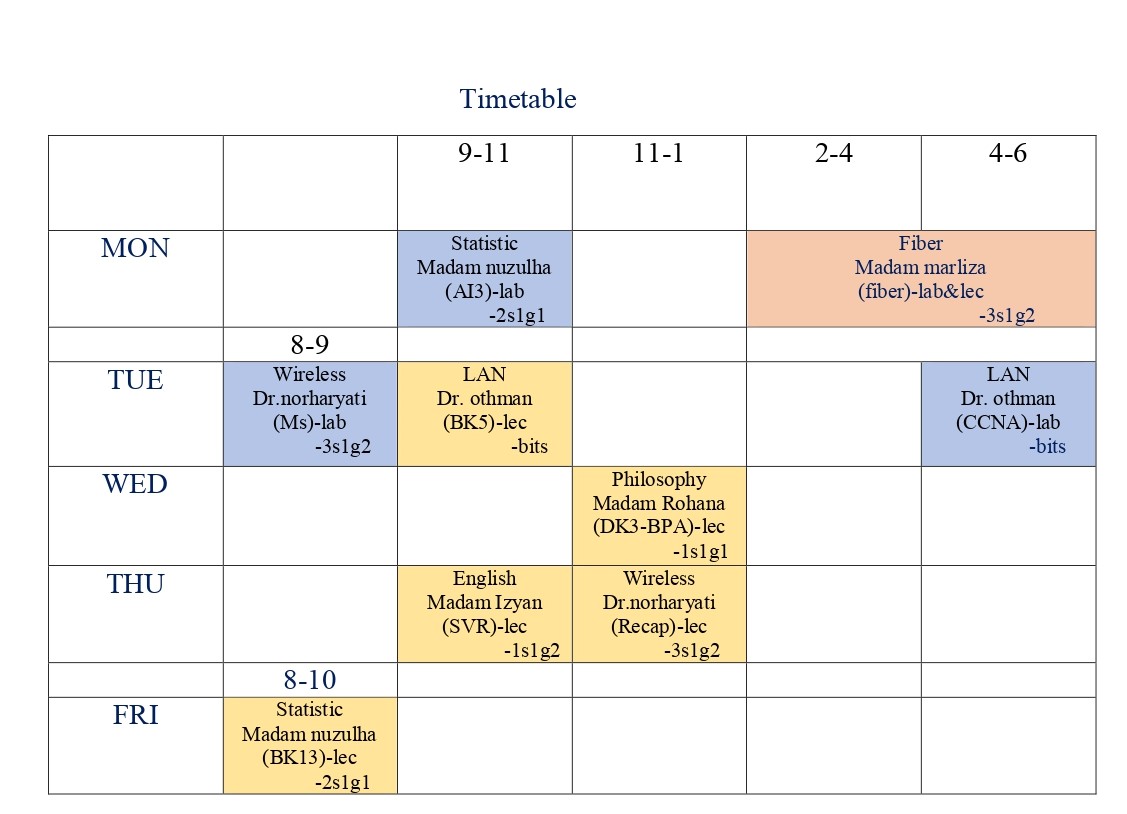 Timetable
9-11
11-1
2-4
4-6
MON
Statistic
Madam nuzulha
(AI3)-lab
-2s1g1
Fiber
Madam marliza
(fiber)-lab&lec
-3s1g2
8-9
TUE
Wireless
Dr.norharyati
(Ms)-lab
-3s1g2
LAN
Dr. othman
(BK5)-lec
-bits
LAN
Dr. othman
(CCNA)-lab
-bits
WED
Philosophy
Madam Rohana
(DK3-BPA)-lec
-1s1g1
THU
English
Madam Izyan
(SVR)-lec
-1s1g2
Wireless
Dr.norharyati
(Recap)-lec
-3s1g2
8-10
FRI
Statistic
Madam nuzulha
(BK13)-lec
-2s1g1